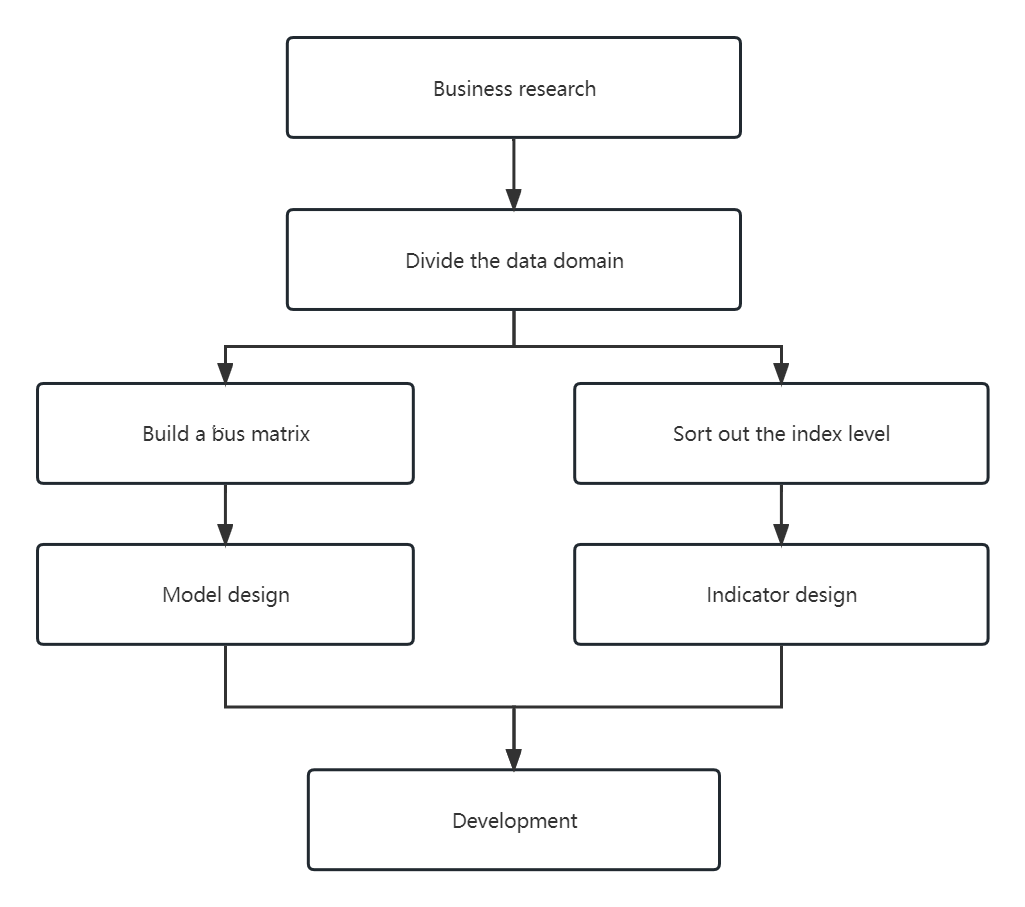 Business research
Divide the data domain
Build a bus matrix
Sort out the index level
Model design
Indicator design
Development